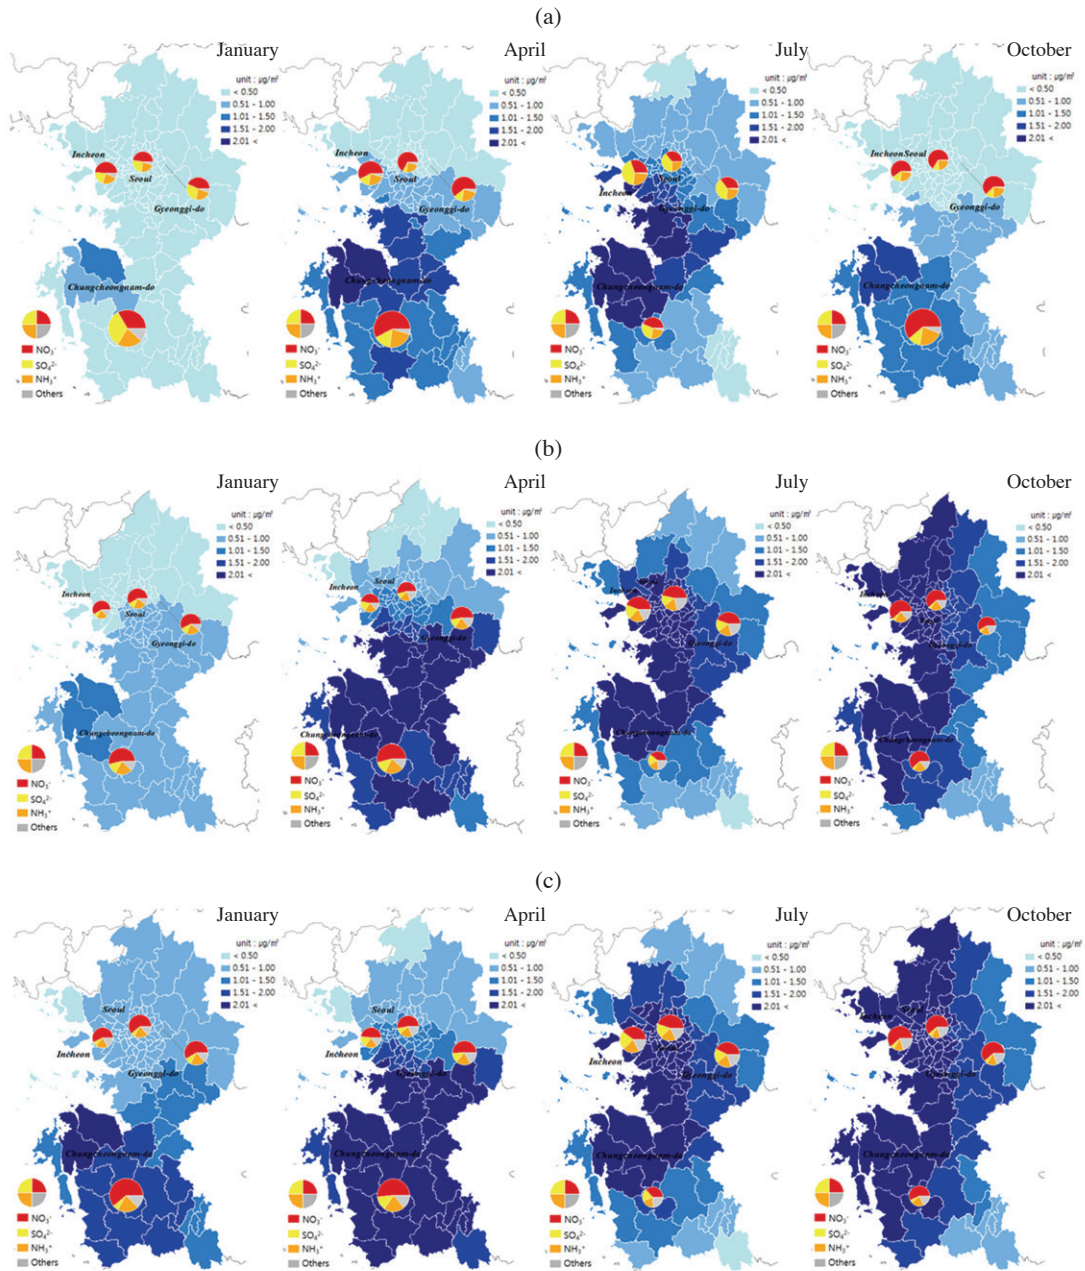 (a)
January
April
July
October
unit : μg/m³
< 0.50
0.51 - 1.00
1.01 - 1.50
1.51 - 2.00
2.01 <
unit : μg/m³
< 0.50
0.51 - 1.00
1.01 - 1.50
1.51 - 2.00
2.01 <
unit : μg/m³
< 0.50
0.51 - 1.00
1.01 - 1.50
1.51 - 2.00
2.01 <
unit : μg/m³
< 0.50
0.51 - 1.00
1.01 - 1.50
1.51 - 2.00
2.01 <
Incheon
Seoul
Gyeonggi-do
Chungcheongnam-do
Incheon
Seoul
Gyeonggi-do
Chungcheongnam-do
Incheon
Seoul
Gyeonggi-do
Chungcheongnam-do
Incheon
Seoul
Gyeonggi-do
Chungcheongnam-do
NO₃⁻
SO₄²⁻
NH₃⁺
Others
NO₃⁻
SO₄²⁻
NH₃⁺
Others
NO₃⁻
SO₄²⁻
NH₃⁺
Others
NO₃⁻
SO₄²⁻
NH₃⁺
Others
(b)
January
April
July
October
unit : μg/m³
< 0.50
0.51 - 1.00
1.01 - 1.50
1.51 - 2.00
2.01 <
unit : μg/m³
< 0.50
0.51 - 1.00
1.01 - 1.50
1.51 - 2.00
2.01 <
unit : μg/m³
< 0.50
0.51 - 1.00
1.01 - 1.50
1.51 - 2.00
2.01 <
unit : μg/m³
< 0.50
0.51 - 1.00
1.01 - 1.50
1.51 - 2.00
2.01 <
Incheon
Seoul
Gyeonggi-do
Chungcheongnam-do
Seoul
Incheon
Gyeonggi-do
Chungcheongnam-do
Seoul
Incheon
Gyeonggi-do
Chungcheongnam-do
Incheon
Seoul
Gyeonggi-do
Chungcheongnam-do
NO₃⁻
SO₄²⁻
NH₃⁺
Others
NO₃⁻
SO₄²⁻
NH₃⁺
Others
NO₃⁻
SO₄²⁻
NH₃⁺
Others
NO₃⁻
SO₄²⁻
NH₃⁺
Others
(c)
January
April
July
October
unit : μg/m³
< 0.50
0.51 - 1.00
1.01 - 1.50
1.51 - 2.00
2.01 <
unit : μg/m³
< 0.50
0.51 - 1.00
1.01 - 1.50
1.51 - 2.00
2.01 <
unit : μg/m³
< 0.50
0.51 - 1.00
1.01 - 1.50
1.51 - 2.00
2.01 <
unit : μg/m³
< 0.50
0.51 - 1.00
1.01 - 1.50
1.51 - 2.00
2.01 <
Seoul
Incheon
Gyeonggi-do
Chungcheongnam-do
Seoul
Incheon
Gyeonggi-do
Incheon
Gyeonggi-do
Chungcheongnam-do
Incheon
Seoul
Gyeonggi-do
Chungcheongnam-do
NO₃⁻
SO₄²⁻
NH₃⁺
Others
NO₃⁻
SO₄²⁻
NH₃⁺
Others
NO₃⁻
SO₄²⁻
NH₃⁺
Others
NO₃⁻
SO₄²⁻
NH₃⁺
Others